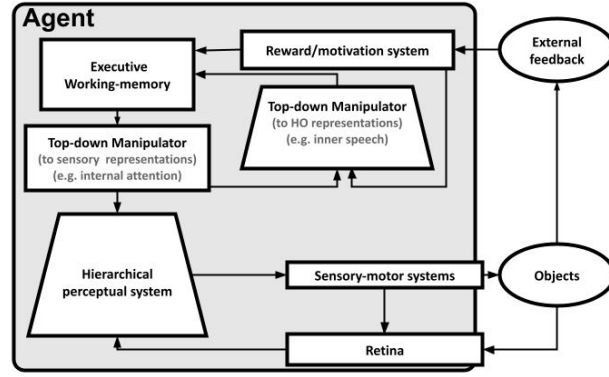 Agent
Reward/motivation system
External
feedback
Executive
Working-memory
Top-down Manipulator
(to HO representations)
(e.g. inner speech)
Top-down Manipulator
(to sensory representations)
(e.g. internal attention)
Hierarchical
perceptual system
Sensory-motor systems
Objects
Retina